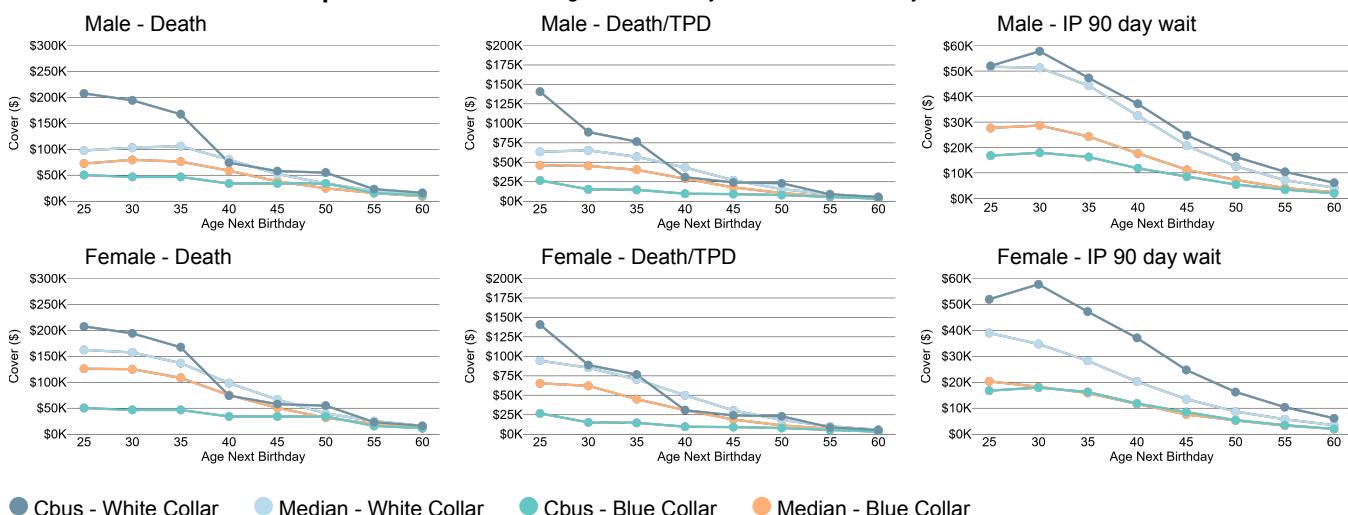 Male - Death
$300K
$250K
$200K
$150K
$100K
$50K
$0K
Cover ($)
25 30 35 40 45 50 55 60
Age Next Birthday
Male - Death/TPD
$200K
$175K
$150K
$125K
$100K
$75K
$50K
$25K
$0K
Cover ($)
25 30 35 40 45 50 55 60
Age Next Birthday
Male - IP 90 day wait
$60K
$50K
$40K
$30K
$20K
$10K
$0K
Cover ($)
25 30 35 40 45 50 55 60
Age Next Birthday
Female - Death
$300K
$250K
$200K
$150K
$100K
$50K
$0K
Cover ($)
25 30 35 40 45 50 55 60
Age Next Birthday
Female - Death/TPD
$200K
$175K
$150K
$125K
$100K
$75K
$50K
$25K
$0K
Cover ($)
25 30 35 40 45 50 55 60
Age Next Birthday
Female - IP 90 day wait
$60K
$50K
$40K
$30K
$20K
$10K
$0K
Cover ($)
25 30 35 40 45 50 55 60
Age Next Birthday
Cbus - White Collar Median - White Collar Cbus - Blue Collar Median - Blue Collar